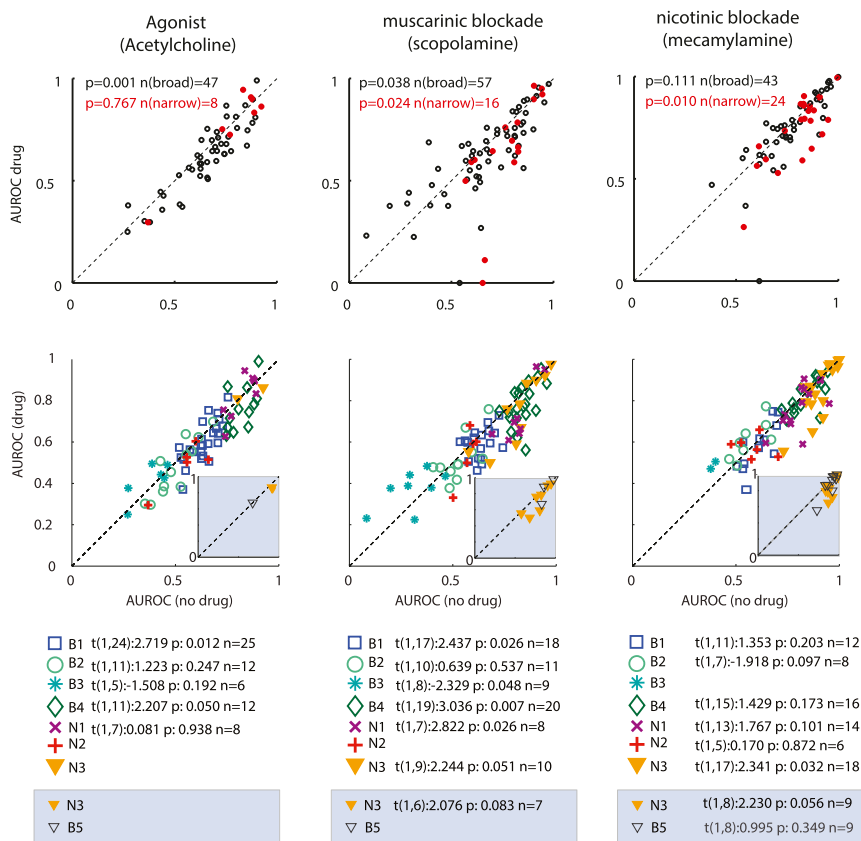 Agonist
(Acetylcholine)
muscarinic blockade
(scopolamine)
nicotinic blockade
(mecamylamine)
1
p=0.001 n(broad)=47
p=0.767 n(narrow)=8
0.5
0
0
0.5
1
AUROC drug
1
p=0.038 n(broad)=57
p=0.024 n(narrow)=16
0.5
0
0
0.5
1
1
p=0.111 n(broad)=43
p=0.010 n(narrow)=24
0.5
0
0
0.5
1
AUROC (drug)
1
0.8
0.6
0.4
0.2
0
0
0.5
1
1
0
1
AUROC (no drug)
0
0.5
1
1
0
1
AUROC (no drug)
0
0.5
1
1
0
1
AUROC (no drug)
B1 t(1,24):2.719 p: 0.012 n=25
B2 t(1,11):1.223 p: 0.247 n=12
B3 t(1,5):-1.508 p: 0.192 n=6
B4 t(1,11):2.207 p: 0.050 n=12
N1 t(1,7):0.081 p: 0.938 n=8
N2
N3
N3
B5
B1 t(1,17):2.437 p: 0.026 n=18
B2 t(1,10):0.639 p: 0.537 n=11
B3 t(1,8):-2.329 p: 0.048 n=9
B4 t(1,19):3.036 p: 0.007 n=20
N1 t(1,7):2.822 p: 0.026 n=8
N2
N3 t(1,9):2.244 p: 0.051 n=10
N3 t(1,6):2.076 p: 0.083 n=7
B5
B1 t(1,11):1.353 p: 0.203 n=12
B2 t(1,7):-1.918 p: 0.097 n=8
B3
B4 t(1,15):1.429 p: 0.173 n=16
N1 t(1,13):1.767 p: 0.101 n=14
N2 t(1,5):0.170 p: 0.872 n=6
N3 t(1,17):2.341 p: 0.032 n=18
N3 t(1,8):2.230 p: 0.056 n=9
B5 t(1,8):0.995 p: 0.349 n=9